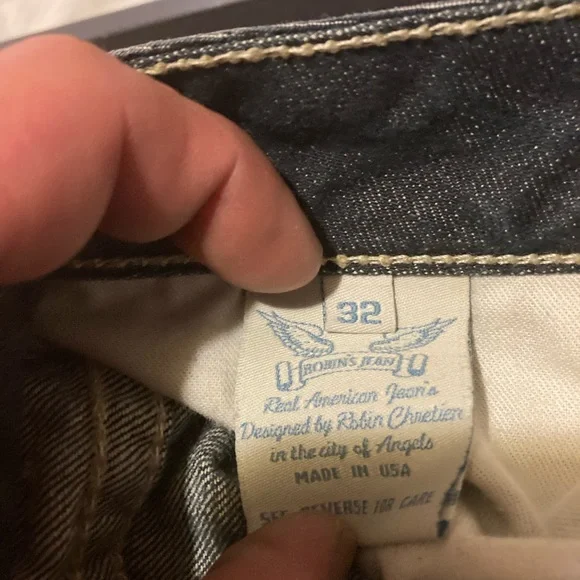 32
ROBIN'S JEAN
Real American Jean's
Designed by Robin Chretien
in the city of Angels
MADE IN USA
SEE REVERSE FOR CARE